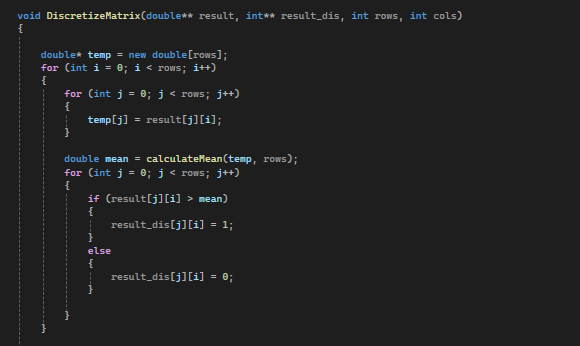 void DiscretizeMatrix(double** result, int** result_dis, int rows, int cols)
{
double* temp = new double[rows];
for (int i = 0; i < rows; i++)
{
for (int j = 0; j < rows; j++)
{
temp[j] = result[j][i];
}
double mean = calculateMean(temp, rows);
for (int j = 0; j < rows; j++)
{
if (result[j][i] > mean)
{
result_dis[j][i] = 1;
}
else
{
result_dis[j][i] = 0;
}
}
}